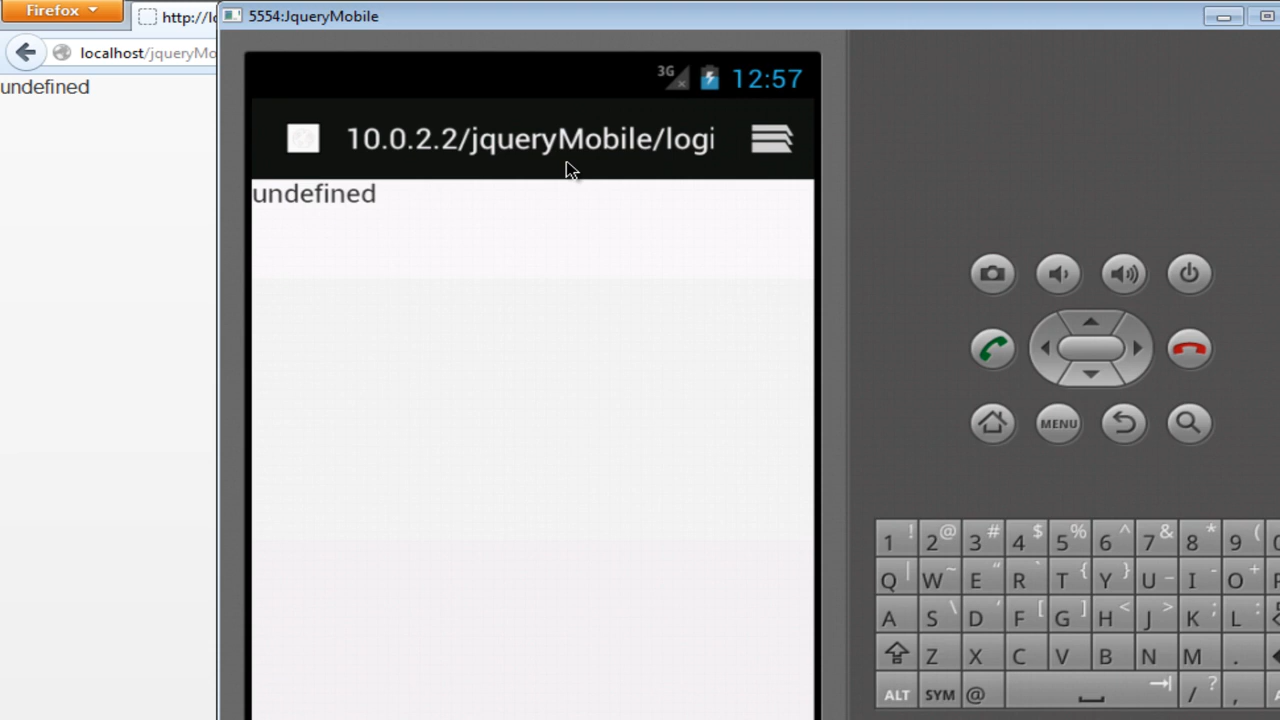 Firefox
http://lo
5554:JqueryMobile
localhost/jqueryMo
undefined
3G
12:57
10.0.2.2/jqueryMobile/logi
undefined
MENU
1 ! 2 @ 3 # 4 $ 5 % 6 ^ 7 & 8 * 9 (
Q | W ~ E " R ` T { Y } U _ I - O + P
A S \ D ' F [ G ] H < J > K ; L :
Z X C V B N M .
ALT SYM @ / ? ,